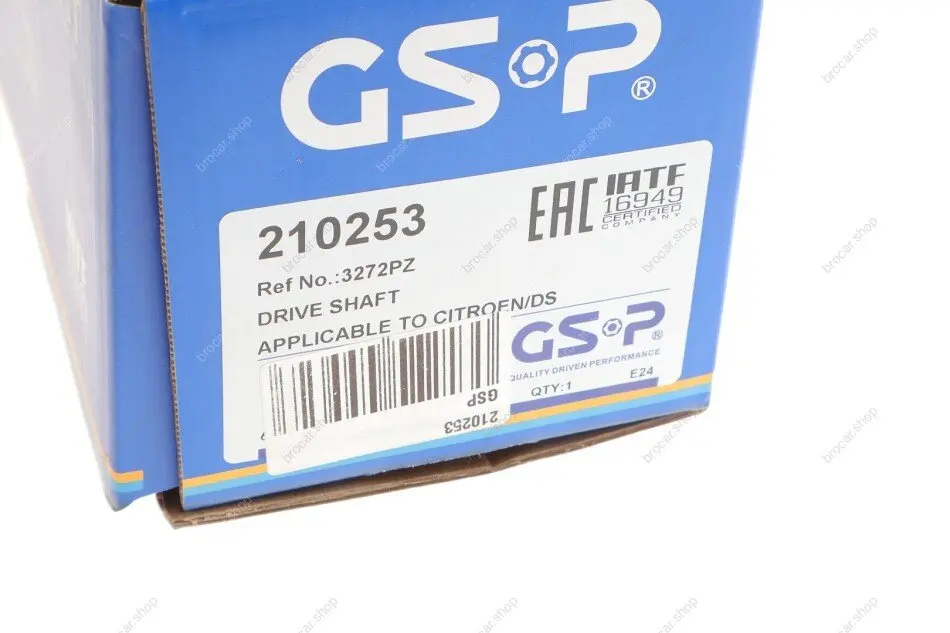 GSP®
210253
EAC
IATF
16949
CERTIFIED
COMPANY
Ref No.:3272PZ
DRIVE SHAFT
APPLICABLE TO CITROEN/DS
GSP®
QUALITY DRIVEN PERFORMANCE
QTY:1
E24
GSP
210253
brocar.shop